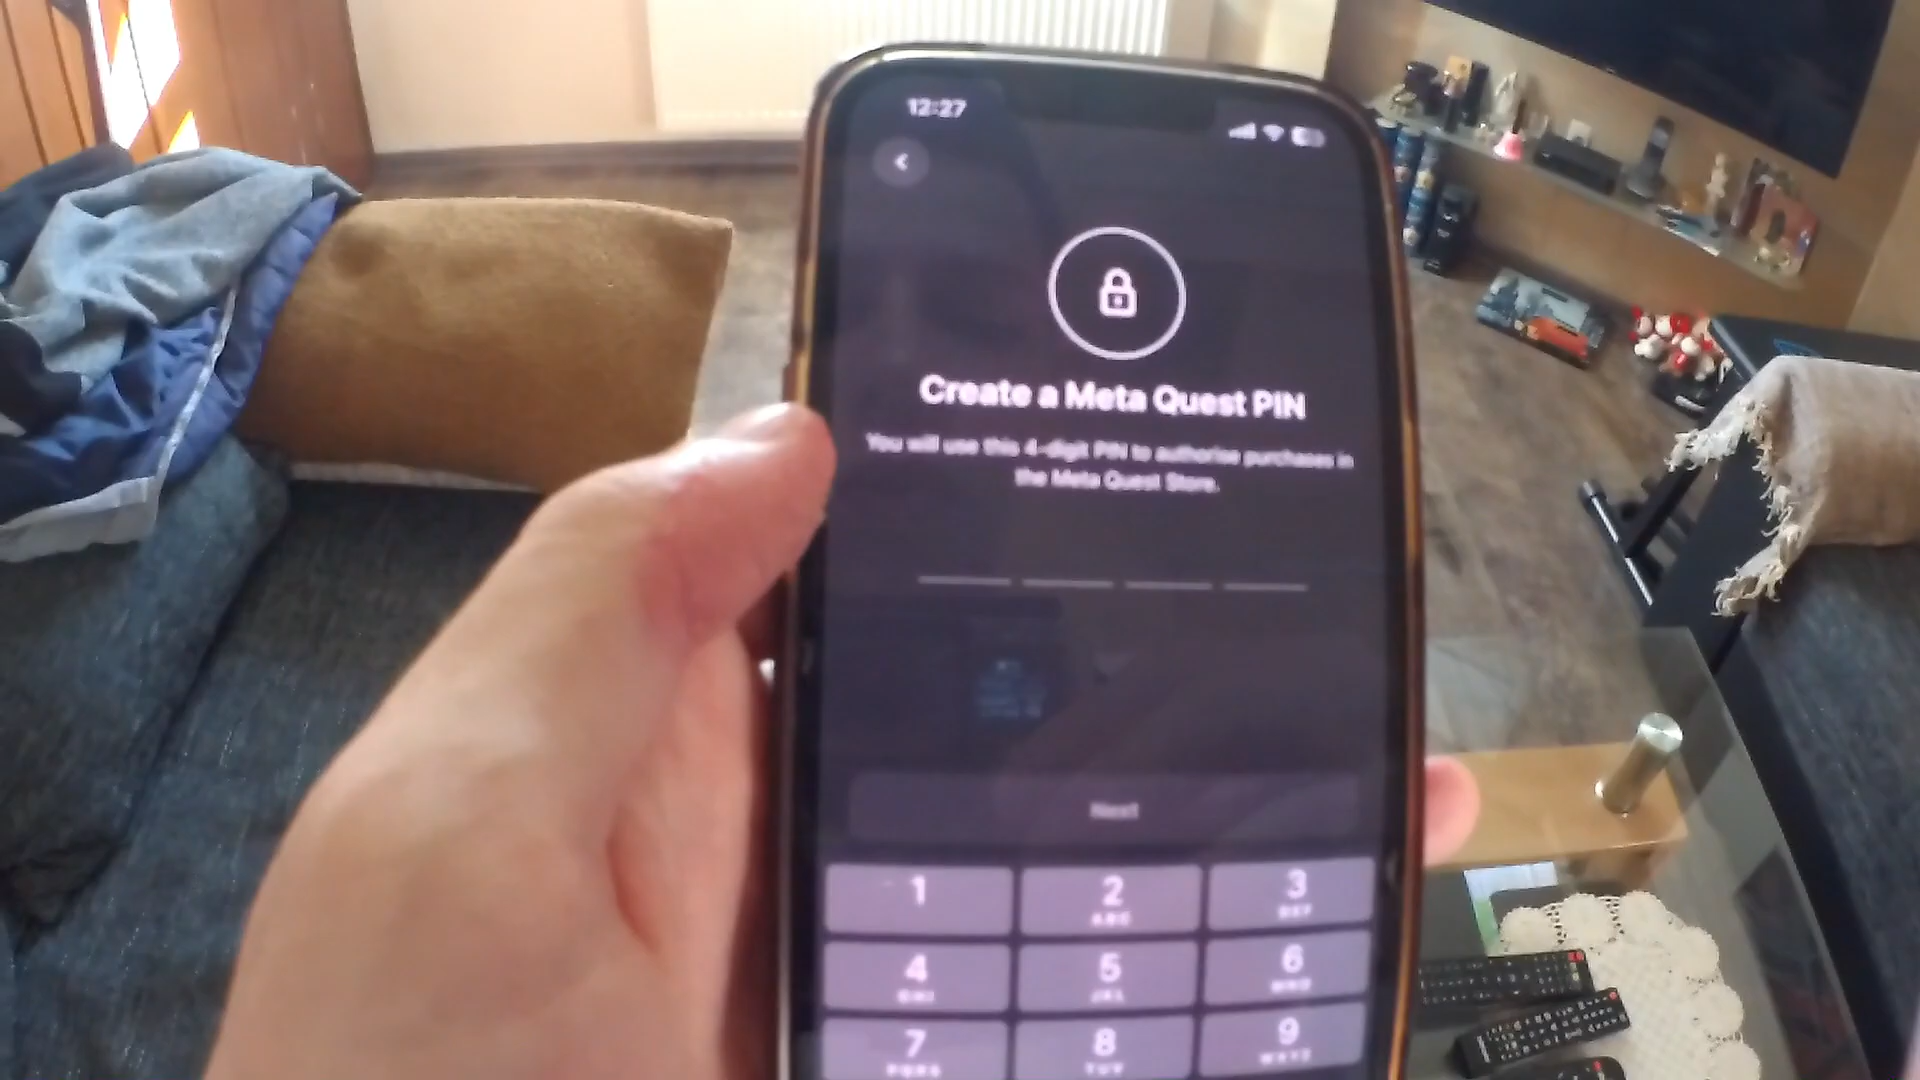 12:27
Create a Meta Quest PIN
You will use this 4-digit PIN to authorise purchases in
the Meta Quest Store.
Next
1
2
ABC
3
DEF
4
GHI
5
JKL
6
MNO
7
PQRS
8
TUV
9
WXYZ